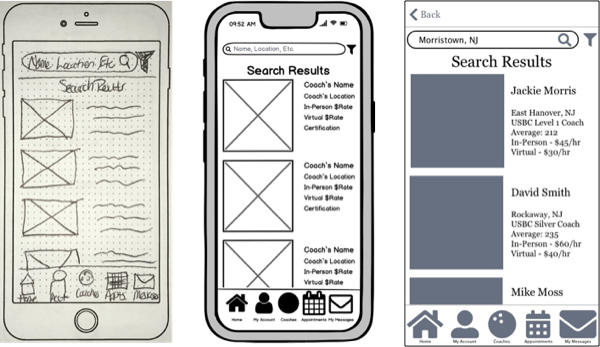 Name, Location, Etc.
Search Results
Home
Acct
Coaches
Appts
Messages
09:52 AM
Name, Location, Etc.
Search Results
Coach's Name
Coach's Location
In-Person $Rate
Virtual $Rate
Certification
Coach's Name
Coach's Location
In-Person $Rate
Virtual $Rate
Certification
Coach's Name
Coach's Location
In-Person $Rate
Virtual $Rate
Home
My Account
Coaches
Appointments
My Messages
Back
Morristown, NJ
Search Results
Jackie Morris
East Hanover, NJ
USBC Level 1 Coach
Average: 212
In-Person - $45/hr
Virtual - $30/hr
David Smith
Rockaway, NJ
USBC Silver Coach
Average: 235
In-Person - $60/hr
Virtual - $40/hr
Mike Moss
Home
My Account
Coaches
Appointments
My Messages